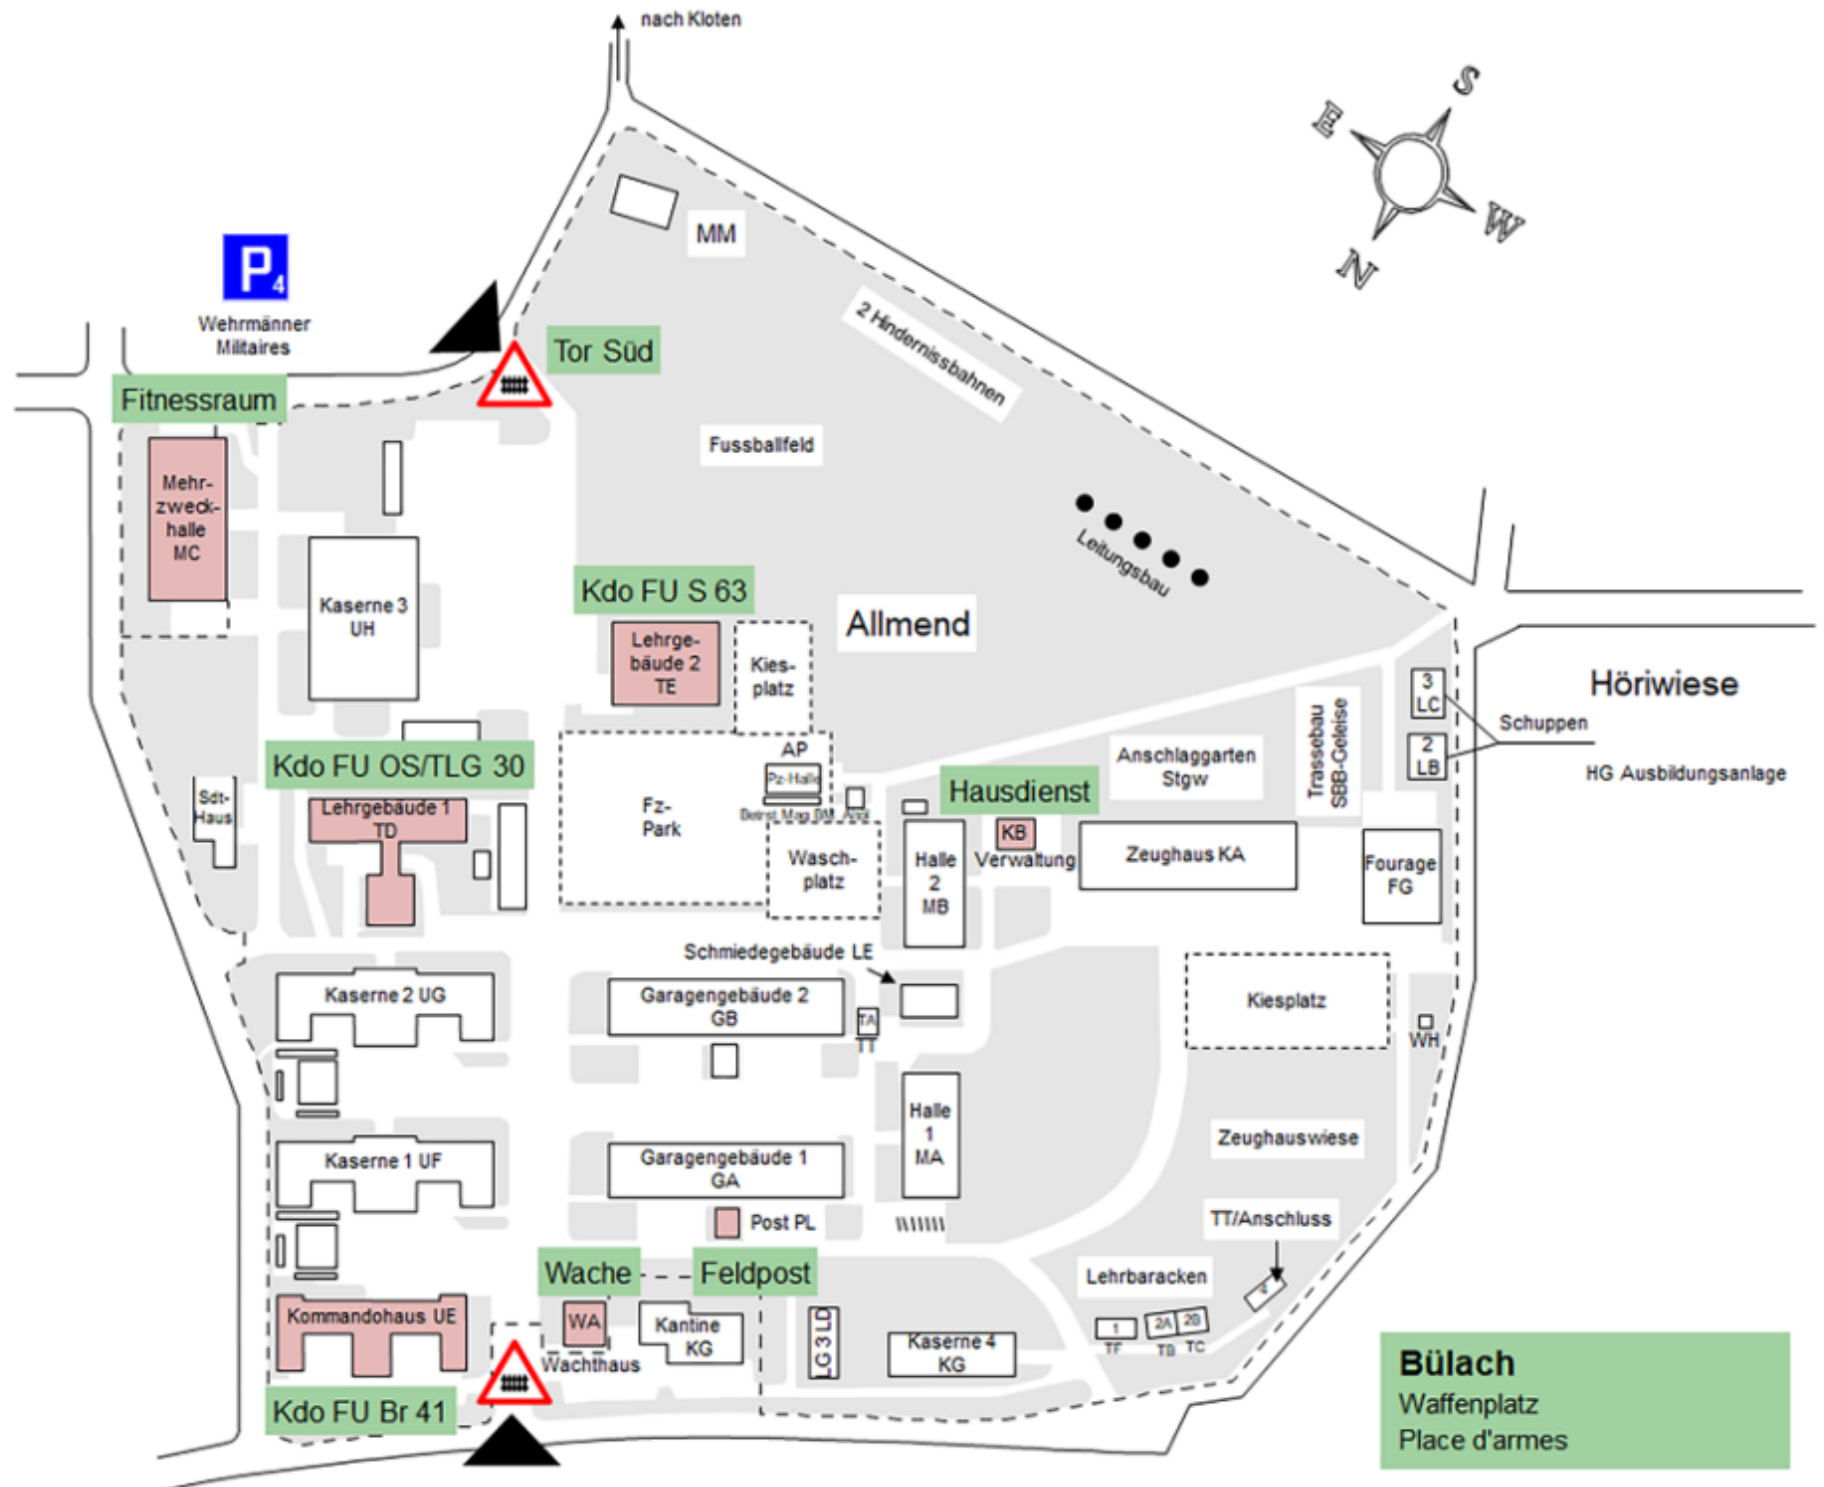 nach Kloten
S
E
W
N
MM
P4
Wehrmänner
Militaires
2 Hindernissbahnen
Tor Süd
Fitnessraum
Fussballfeld
Mehr-
zweck-
halle
MC
Leitungsbau
Kdo FU S 63
Kaserne 3
UH
Allmend
Lehrge-
bäude 2
TE
Kies-
platz
3
LC
Höriwiese
Schuppen
2
LB
HG Ausbildungsanlage
Trassebau
SBB-Geleise
Anschlaggarten
Stgw
AP
Pz-Halle
Kdo FU OS/TLG 30
Hausdienst
Sdt-
Haus
Lehrgebäude 1
TD
Fz-
Park
Betrst Mag BM
Wasch-
platz
Halle
2
MB
KB
Verwaltung
Zeughaus KA
Fourage
FG
Schmiedegebäude LE
Kaserne 2 UG
Garagengebäude 2
GB
TA
TT
Kiesplatz
WH
Halle
1
MA
Zeughauswiese
Kaserne 1 UF
Garagengebäude 1
GA
Post PL
TT/Anschluss
Wache
Feldpost
Lehrbaracken
Kommandohaus UE
WA
Wachthaus
Kantine
KG
LG 3 LD
Kaserne 4
KG
1
TF
2A
TB
2B
TC
Kdo FU Br 41
Bülach
Waffenplatz
Place d'armes